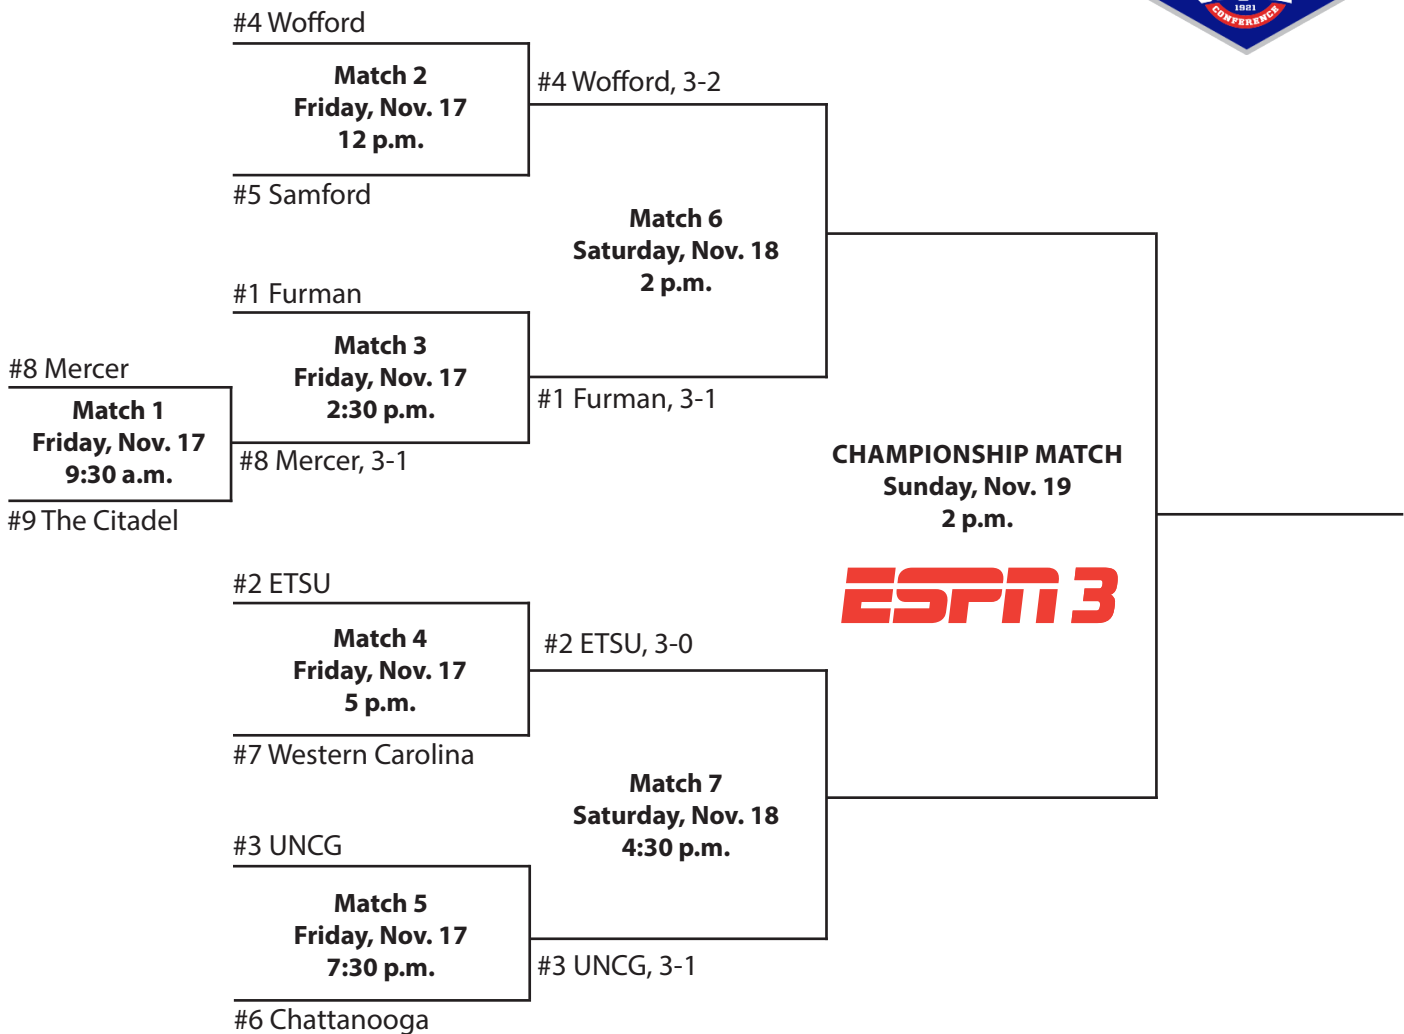 1921
CONFERENCE
#4 Wofford
Match 2
Friday, Nov. 17
12 p.m.
#5 Samford
#4 Wofford, 3-2
Match 6
Saturday, Nov. 18
2 p.m.
#1 Furman
Match 3
Friday, Nov. 17
2:30 p.m.
#1 Furman, 3-1
#8 Mercer
Match 1
Friday, Nov. 17
9:30 a.m.
#8 Mercer, 3-1
#9 The Citadel
CHAMPIONSHIP MATCH
Sunday, Nov. 19
2 p.m.
ESPN3
#2 ETSU
Match 4
Friday, Nov. 17
5 p.m.
#2 ETSU, 3-0
#7 Western Carolina
Match 7
Saturday, Nov. 18
4:30 p.m.
#3 UNCG
Match 5
Friday, Nov. 17
7:30 p.m.
#3 UNCG, 3-1
#6 Chattanooga